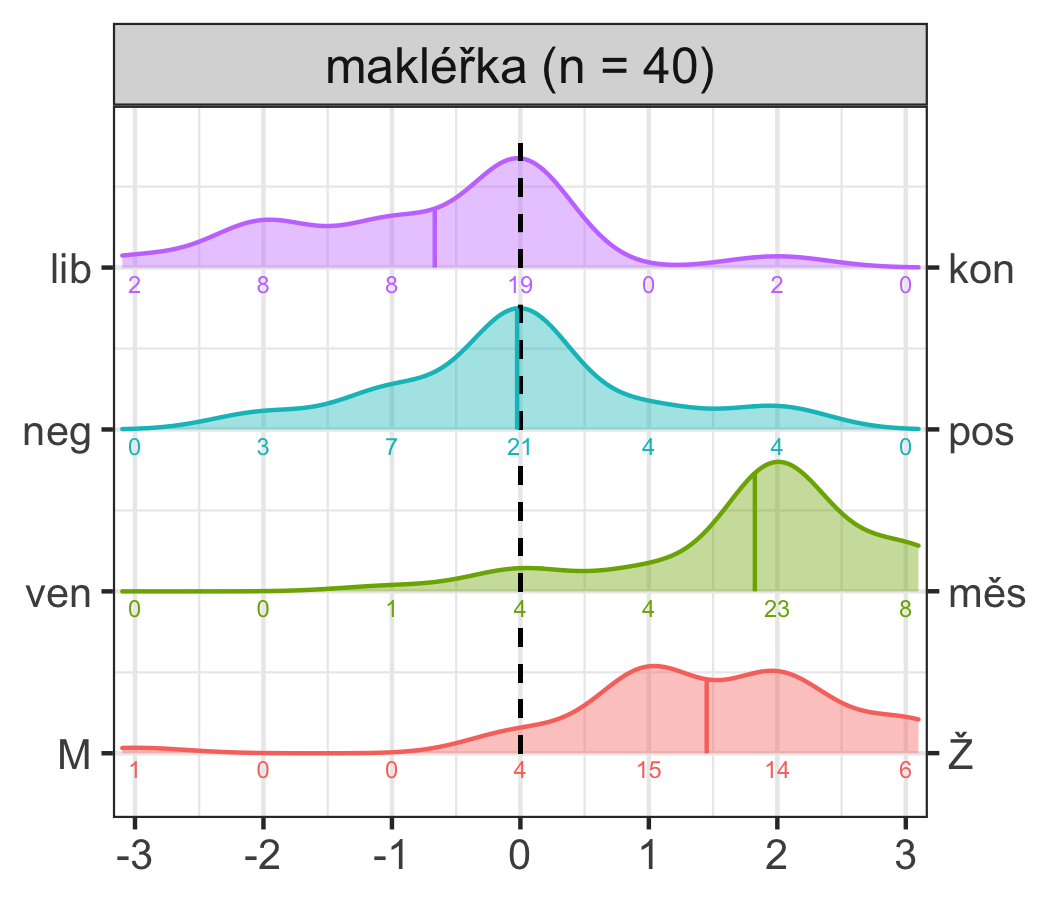 makléřka (n = 40)
lib kon
2 8 8 19 0 2 0
neg pos
0 3 7 21 4 4 0
ven měs
0 0 1 4 4 23 8
M Ž
1 0 0 4 15 14 6
-3 -2 -1 0 1 2 3